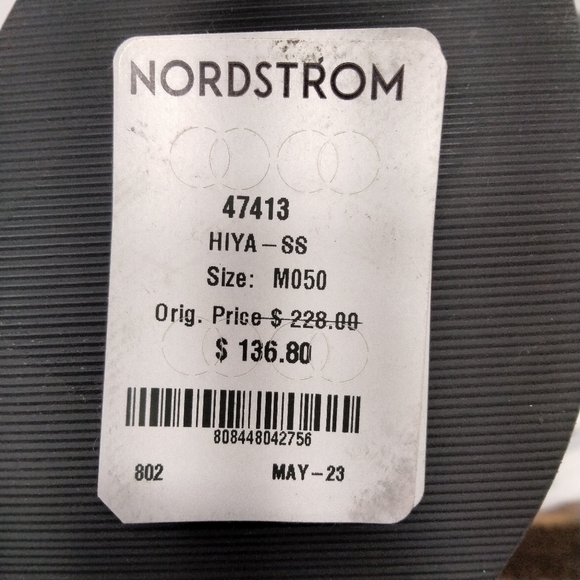 NORDSTROM
47413
HIYA-SS
Size: M050
Orig. Price $ 228.00
$ 136.80
808448042756
802 MAY-23